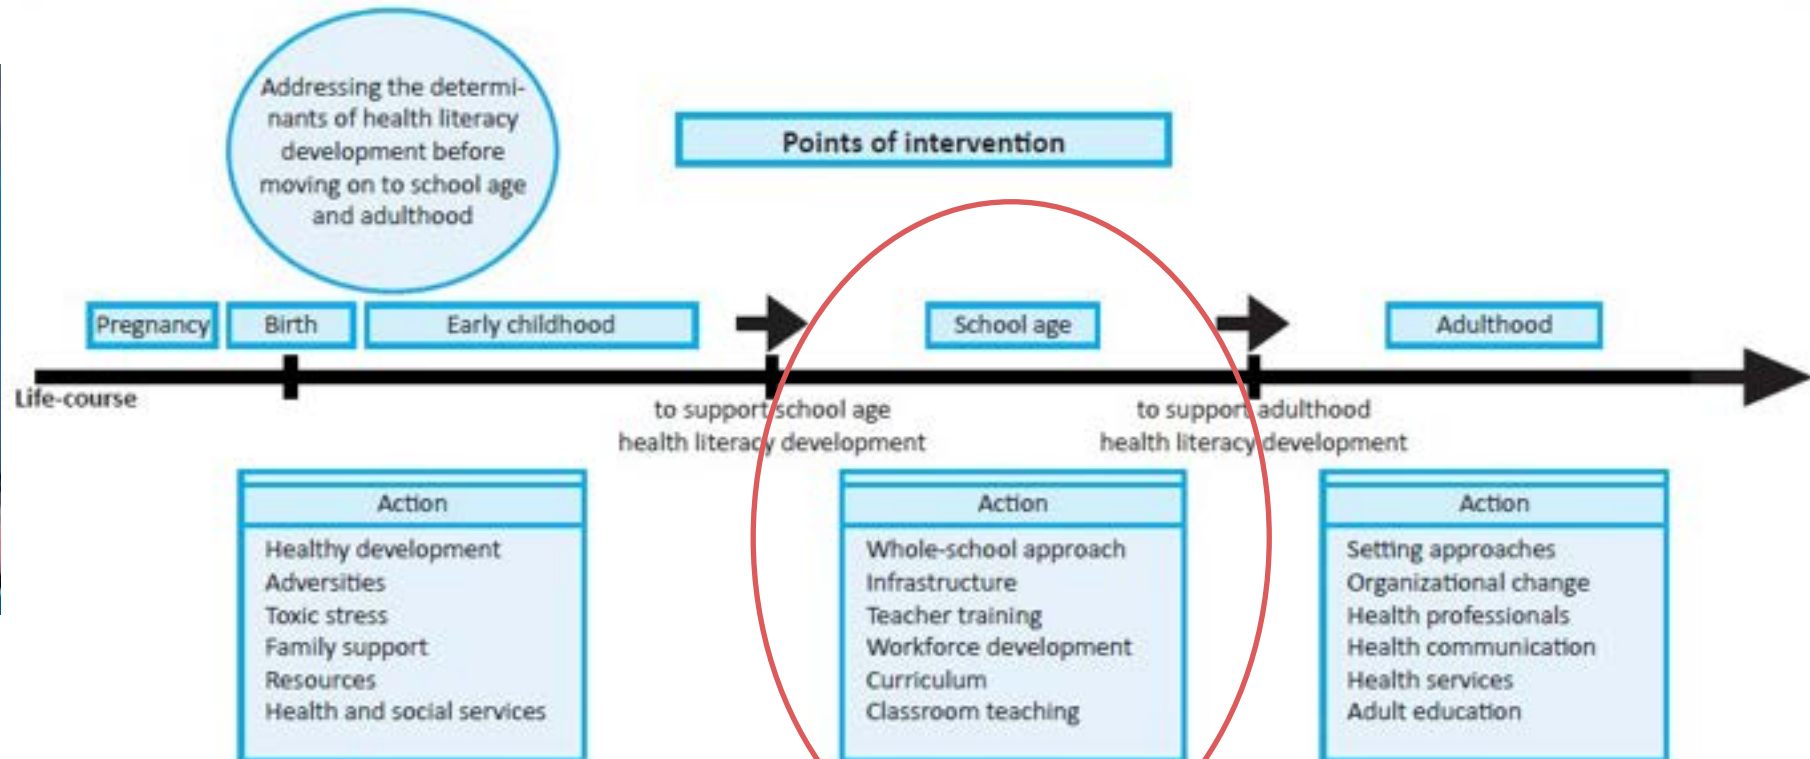 Addressing the determi-
nants of health literacy
development before
moving on to school age
and adulthood
Points of intervention
Pregnancy
Birth
Early childhood
School age
Adulthood
Life-course
to support school age
health literacy development
to support adulthood
health literacy development
Action
Healthy development
Adversities
Toxic stress
Family support
Resources
Health and social services
Action
Whole-school approach
Infrastructure
Teacher training
Workforce development
Curriculum
Classroom teaching
Action
Setting approaches
Organizational change
Health professionals
Health communication
Health services
Adult education